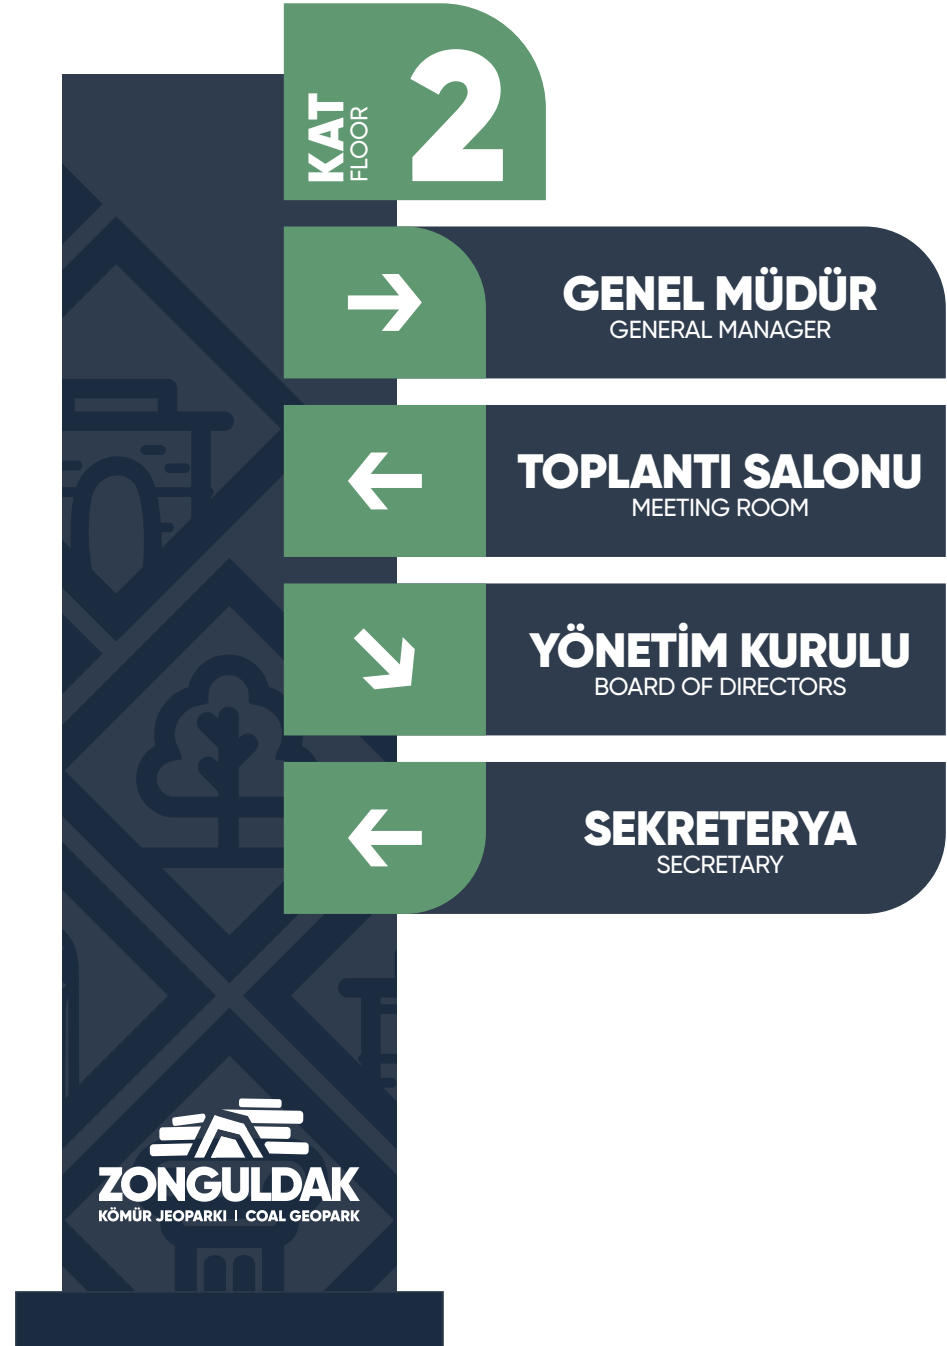 KAT
FLOOR
2
GENEL MÜDÜR
GENERAL MANAGER
TOPLANTI SALONU
MEETING ROOM
YÖNETİM KURULU
BOARD OF DIRECTORS
SEKRETERYA
SECRETARY
ZONGULDAK
KÖMÜR JEOPARKI | COAL GEOPARK